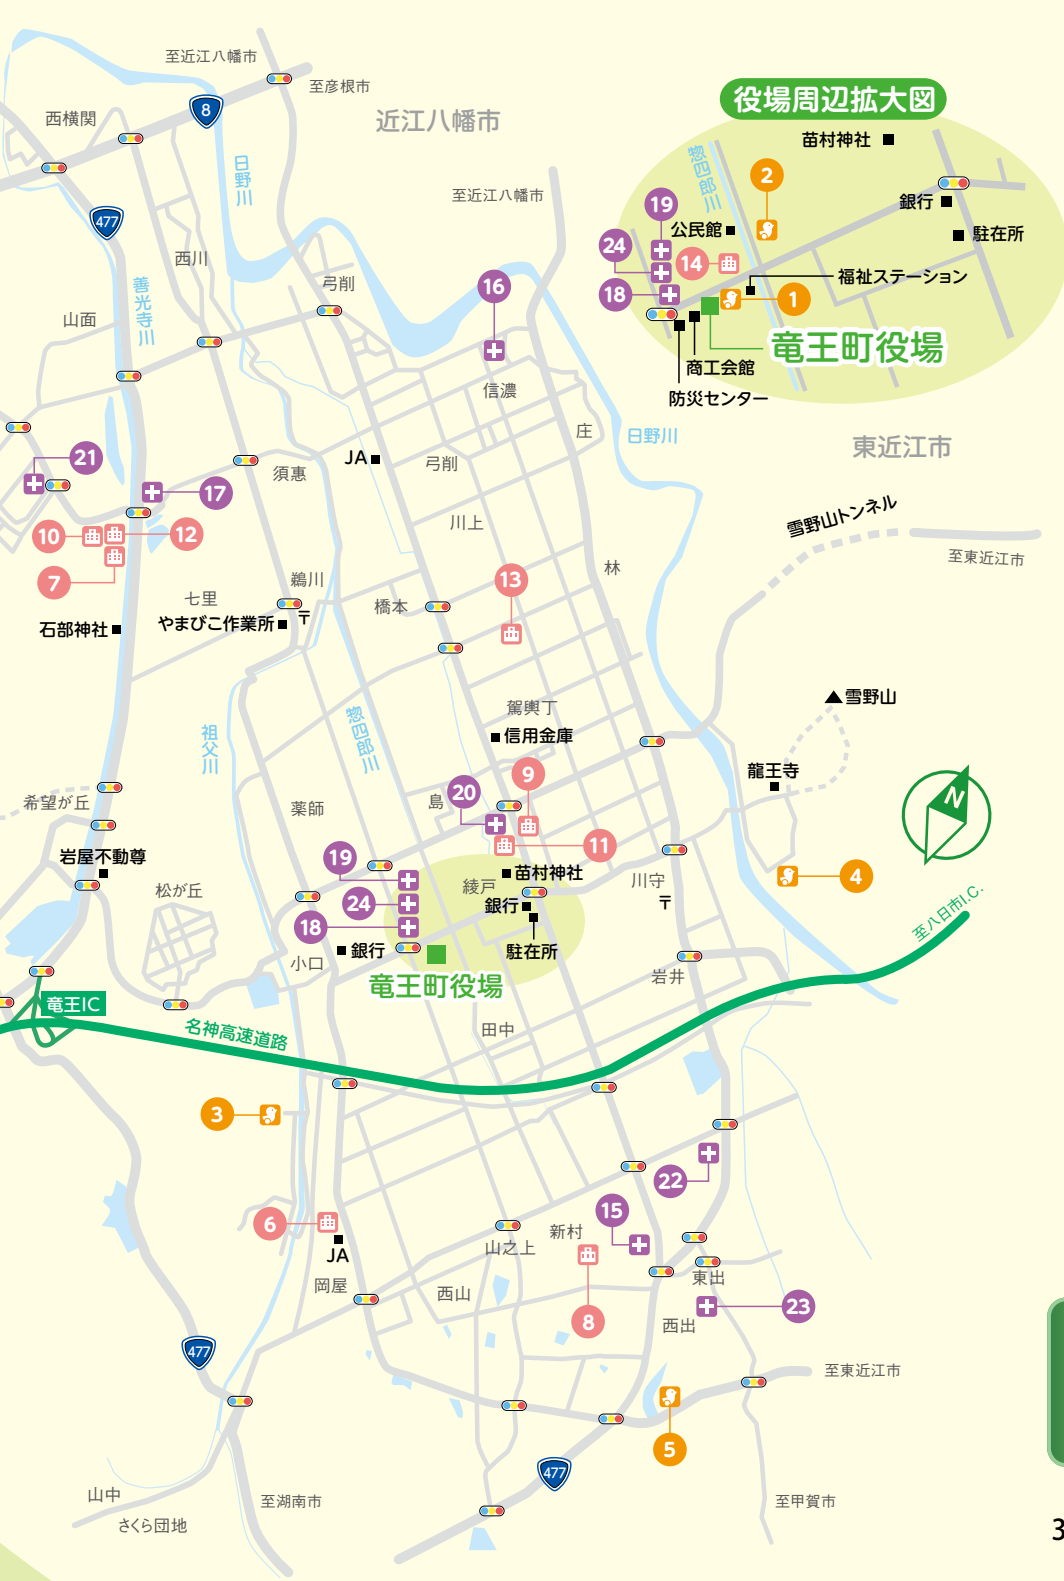 至近江八幡市
至彦根市
8
西横関
近江八幡市
日野川
477
西川
善光寺川
山面
弓削
至近江八幡市
16
信濃
庄
日野川
21
17
須恵
JA
弓削
川上
10
12
7
鵜川
七里
〒
やまびこ作業所
石部神社
橋本
13
林
役場周辺拡大図
苗村神社
惣四郎川
2
19
公民館
銀行
駐在所
24
14
18
福祉ステーション
1
竜王町役場
商工会館
防災センター
東近江市
雪野山トンネル
至東近江市
雪野山
龍王寺
N
駕輿丁
信用金庫
祖父川
惣四郎川
希望が丘
薬師
島
20
9
岩屋不動尊
19
11
松が丘
24
綾戸
苗村神社
川守
〒
4
銀行
18
銀行
駐在所
至八日市I.C.
小口
竜王町役場
岩井
竜王IC
名神高速道路
田中
3
22
6
JA
15
新村
山之上
岡屋
西山
8
東出
23
西出
477
至東近江市
5
477
山中
さくら団地
至湖南市
至甲賀市
3